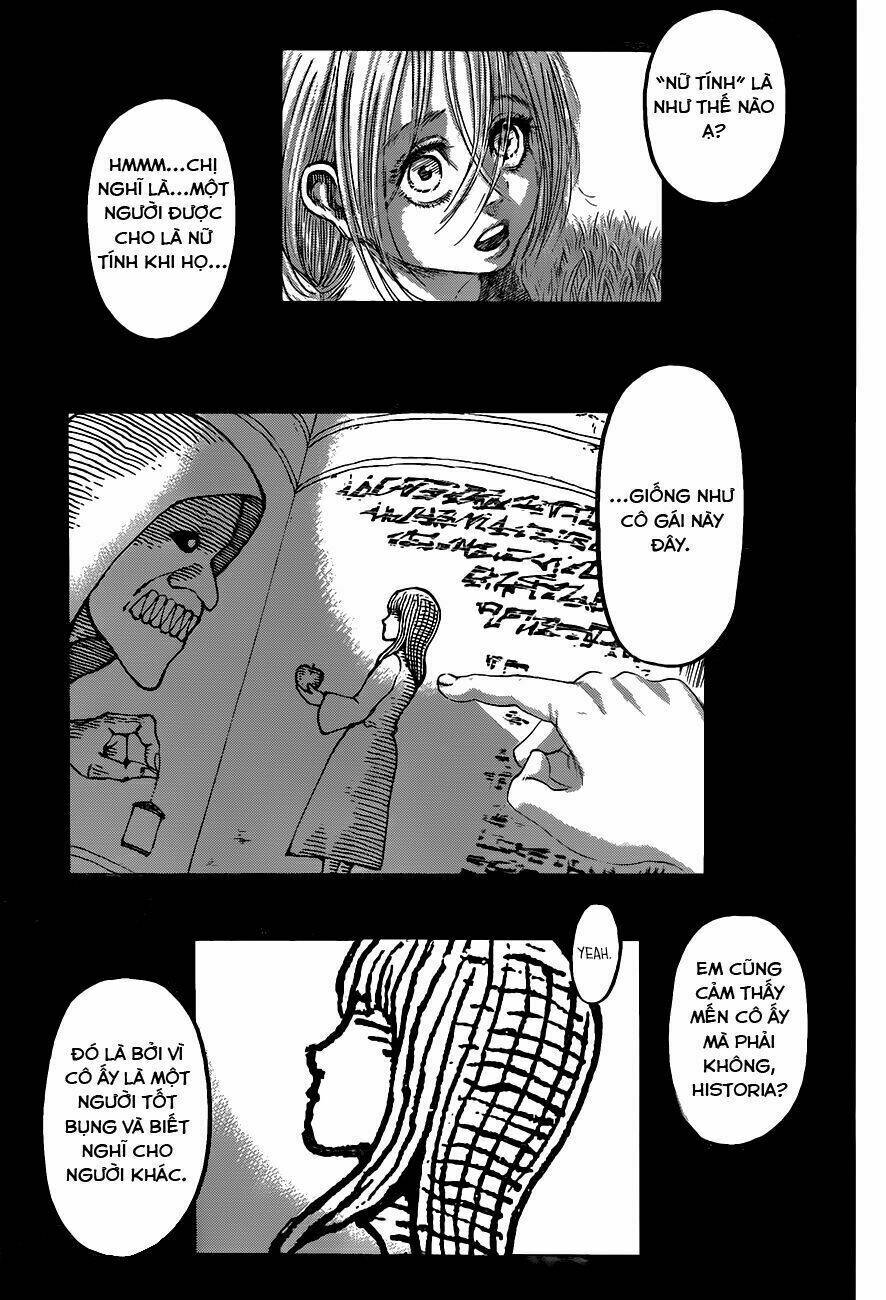 “NỮ TÍNH” LÀ
NHƯ THẾ NÀO
Ạ?
HMMM...CHỊ
NGHĨ LÀ...MỘT
NGƯỜI ĐƯỢC
CHO LÀ NỮ
TÍNH KHI HỌ...
...GIỐNG NHƯ
CÔ GÁI NÀY
ĐÂY.
EM CŨNG
CẢM THẤY
MẾN CÔ ẤY
MÀ PHẢI
KHÔNG,
HISTORIA?
YEAH.
ĐÓ LÀ BỞI VÌ
CÔ ẤY LÀ MỘT
NGƯỜI TỐT
BỤNG VÀ BIẾT
NGHĨ CHO
NGƯỜI KHÁC.